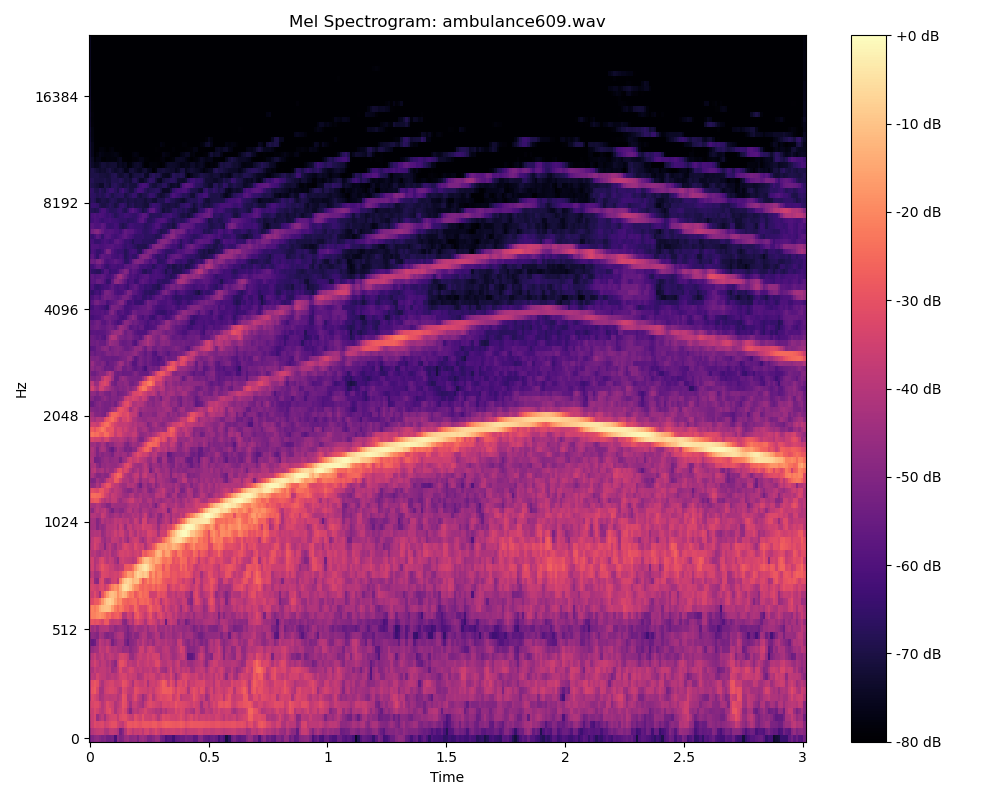 Mel Spectrogram: ambulance609.wav
Hz
16384
8192
4096
2048
1024
512
0
0
0.5
1
1.5
2
2.5
3
Time
+0 dB
-10 dB
-20 dB
-30 dB
-40 dB
-50 dB
-60 dB
-70 dB
-80 dB